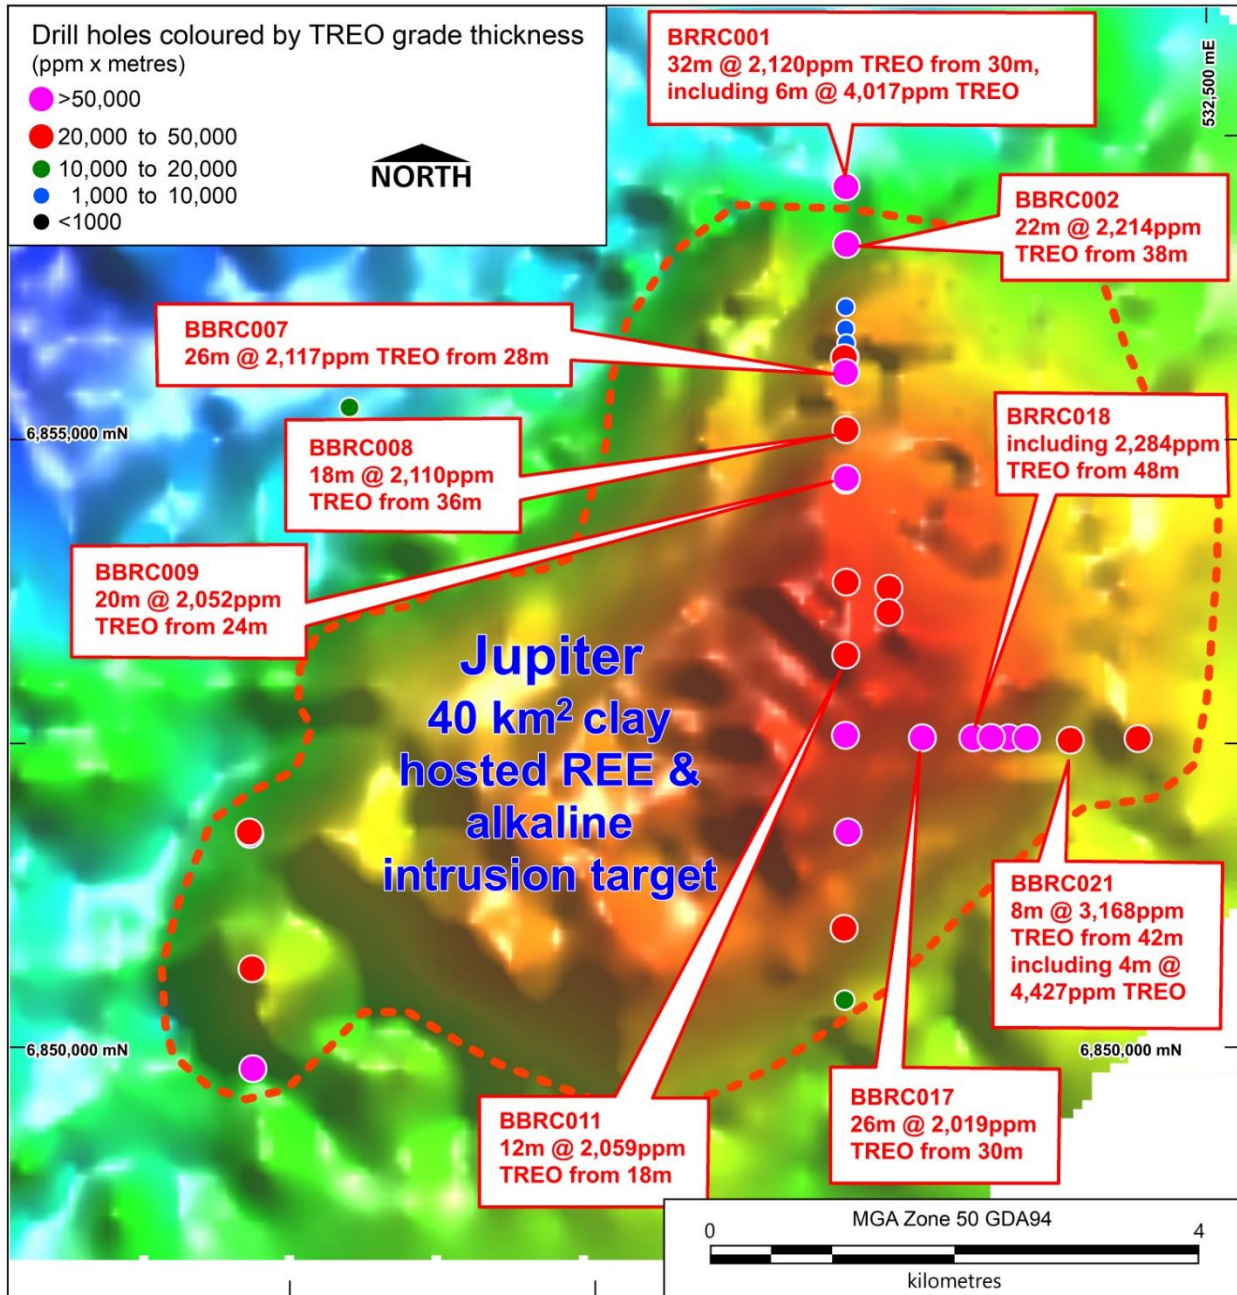 Drill holes coloured by TREO grade thickness
(ppm x metres)
>50,000
20,000 to 50,000
10,000 to 20,000
1,000 to 10,000
<1000
NORTH
BRRC001
32m @ 2,120ppm TREO from 30m,
including 6m @ 4,017ppm TREO
532,500 mE
BBRC002
22m @ 2,214ppm
TREO from 38m
BBRC007
26m @ 2,117ppm TREO from 28m
6,855,000 mN
BBRC008
18m @ 2,110ppm
TREO from 36m
BRRC018
including 2,284ppm
TREO from 48m
BBRC009
20m @ 2,052ppm
TREO from 24m
Jupiter
40 km² clay
hosted REE &
alkaline
intrusion target
BBRC021
8m @ 3,168ppm
TREO from 42m
including 4m @
4,427ppm TREO
6,850,000 mN
6,850,000 mN
BBRC011
12m @ 2,059ppm
TREO from 18m
BBRC017
26m @ 2,019ppm
TREO from 30m
MGA Zone 50 GDA94
0 4
kilometres